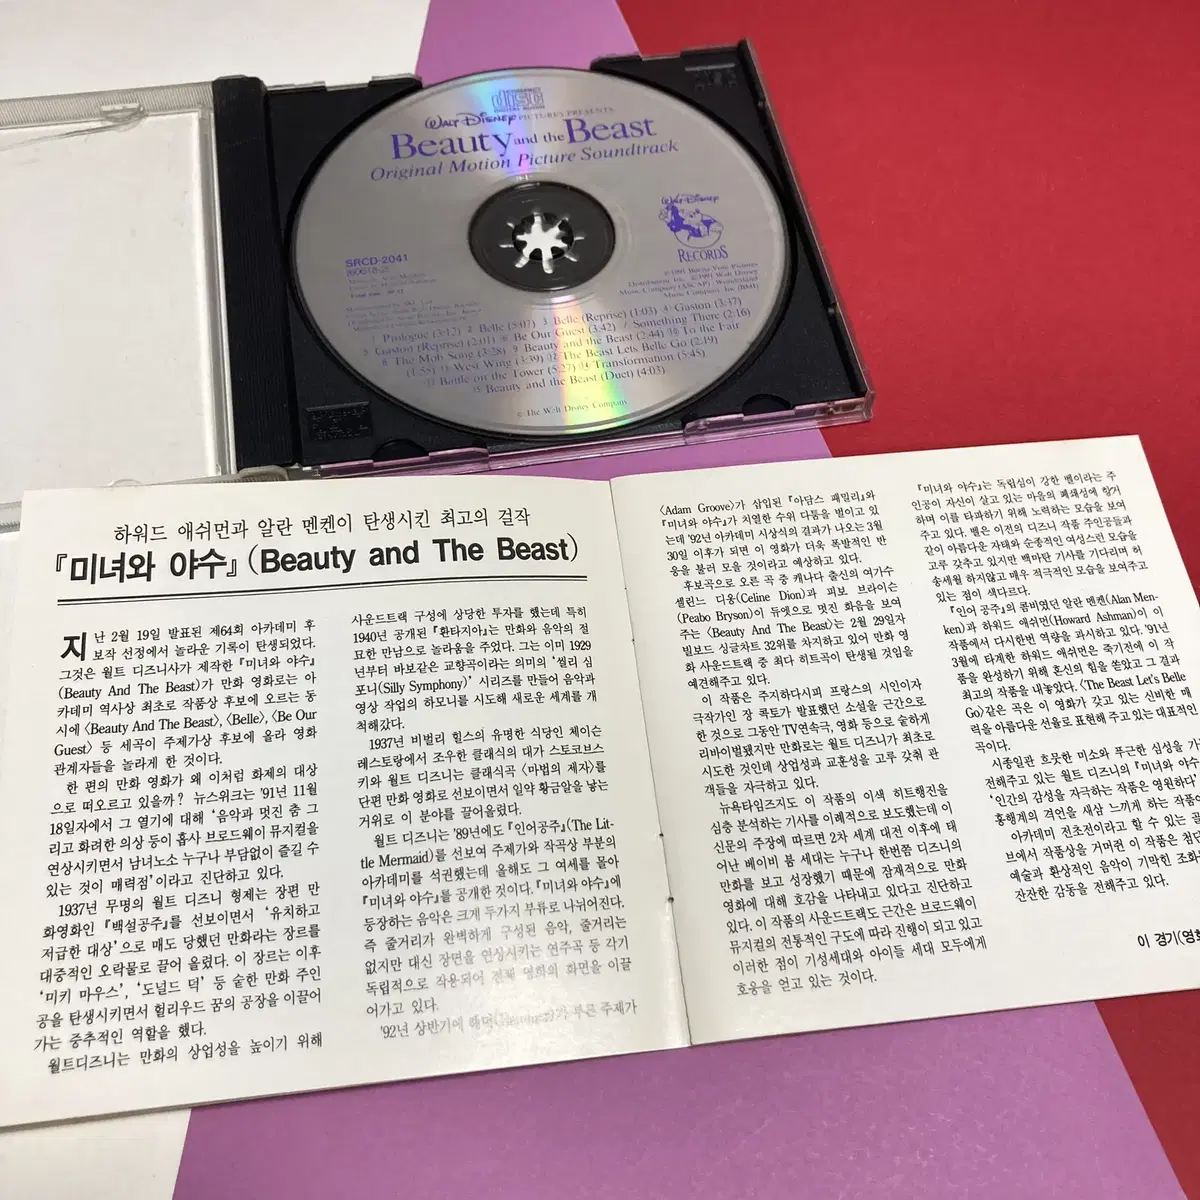 COMPACT
disc
DIGITAL AUDIO
WALT DISNEY PICTURES PRESENTS
Beauty and the Beast
Original Motion Picture Soundtrack
WALT DISNEY
RECORDS
SRCD-2041
1 Prologue (3:12) 2 Belle (5:07) 3 Belle (Reprise) (1:03) 4 Gaston (3:37)
5 Gaston (Reprise) (2:01) 6 Be Our Guest (3:42) 7 Something There (2:16)
8 The Mob Song (3:28) 9 Beauty and the Beast (2:44) 10 To the Fair
(1:55) 11 West Wing (3:39) 12 The Beast Lets Belle Go (2:19)
13 Battle on the Tower (5:27) 14 Transformation (5:45)
15 Beauty and the Beast (Duet) (4:03)
© The Walt Disney Company
하워드 애쉬먼과 알란 멘켄이 탄생시킨 최고의 걸작
『미녀와 야수』(Beauty and The Beast)
지난 2월 19일 발표된 제64회 아카데미 후
보작 선정에서 놀라운 기록이 탄생되었다.
그것은 월트 디즈니사가 제작한 『미녀와 야수』
(Beauty And The Beast)가 만화 영화로는 아
카데미 역사상 최초로 작품상 후보에 오르는 동
시에 〈Beauty And The Beast〉, 〈Belle〉, 〈Be Our
Guest〉 등 세곡이 주제가상 후보에 올라 영화
관계자들을 놀라게 한 것이다.
한 편의 만화 영화가 왜 이처럼 화제의 대상
으로 떠오르고 있을까? 뉴스위크는 '91년 11월
18일자에서 그 열기에 대해 '음악과 멋진 춤 그
리고 화려한 의상 등이 흡사 브로드웨이 뮤지컬을
연상시키면서 남녀노소 누구나 부담없이 즐길 수
있는 것이 매력점'이라고 진단하고 있다.
1937년 무명의 월트 디즈니 형제는 장편 만
화영화인 『백설공주』를 선보이면서 '유치하고
저급한 대상'으로 매도 당했던 만화라는 장르를
대중적인 오락물로 끌어 올렸다. 이 장르는 이후
'미키 마우스', '도널드 덕' 등 숱한 만화 주인
공을 탄생시키면서 헐리우드 꿈의 공장을 이끌어
가는 중추적인 역할을 했다.
월트디즈니는 만화의 상업성을 높이기 위해
사운드트랙 구성에 상당한 투자를 했는데 특히
1940년 공개된 『환타지아』는 만화와 음악의 절
묘한 만남으로 놀라움을 주었다. 그는 이미 1929
년부터 바보같은 교향곡이라는 의미의 '씰리 심
포니(Silly Symphony)' 시리즈를 만들어 음악과
영상 작업의 하모니를 시도해 새로운 세계를 개
척해갔다.
1937년 비벌리 힐스의 유명한 식당인 체이슨
레스토랑에서 조우한 클래식의 대가 스토코브스
키와 월트 디즈니는 클래식곡 〈마법의 제자〉를
단편 만화 영화로 선보이면서 일약 황금알을 낳는
거위로 이 분야를 끌어올렸다.
월트 디즈니는 '89년에도 『인어공주』(The Lit-
tle Mermaid)를 선보여 주제가와 작곡상 부문의
아카데미를 석권했는데 올해도 그 여세를 몰아
『미녀와 야수』를 공개한 것이다. 『미녀와 야수』에
등장하는 음악은 크게 두가지 부류로 나뉘어진다.
즉 줄거리가 완벽하게 구성된 음악, 줄거리는
없지만 대신 장면을 연상시키는 연주곡 등 각기
독립적으로 작용되어 전체 영화의 화면을 이끌
어가고 있다.
'92년 상반기에 해머(Hammer)가 부른 주제가
〈Adam Groove〉가 삽입된 『아담스 패밀리』와
『미녀와 야수』가 치열한 수위 다툼을 벌이고 있
는데 '92년 아카데미 시상식의 결과가 나오는 3월
30일 이후가 되면 이 영화가 더욱 폭발적인 반
응을 불러 모을 것이라고 예상하고 있다.
후보곡으로 오른 곡 중 캐나다 출신의 여가수
셀린느 디옹(Celine Dion)과 피보 브라이슨
(Peabo Bryson)이 듀엣으로 멋진 화음을 보여
주는 〈Beauty And The Beast〉는 2월 29일자
빌보드 싱글차트 32위를 차지하고 있어 만화 영
화 사운드트랙 중 최다 히트곡이 탄생될 것임을
예견해주고 있다.
이 작품은 주지하다시피 프랑스의 시인이자
극작가인 장 콕토가 발표했던 소설을 근간으로
한 것으로 그동안 TV연속극, 영화 등으로 숱하게
리바이벌됐지만 만화로는 월트 디즈니가 최초로
시도한 것인데 상업성과 교훈성을 고루 갖춰 관
객들을 자극하고 있다.
뉴욕타임즈지도 이 작품의 이색 히트행진을
심층 분석하는 기사를 이례적으로 보도했는데 이
신문의 주장에 따르면 2차 세계 대전 이후에 태
어난 베이비 붐 세대는 누구나 한번쯤 디즈니의
만화를 보고 성장했기 때문에 잠재적으로 만화
영화에 대해 호감을 나타내고 있다고 진단하고
있다. 이 작품의 사운드트랙도 근간은 브로드웨이
뮤지컬의 전통적인 구도에 따라 진행이 되고 있고
이러한 점이 기성세대와 아이들 세대 모두에게
호응을 얻고 있는 것이다.
『미녀와 야수』는 독립심이 강한 벨이라는 주
인공이 자신이 살고 있는 마을의 폐쇄성에 항거
하며 이를 타파하기 위해 노력하는 모습을 보여
주고 있다. 벨은 이전의 디즈니 작품 주인공들과
같이 아름다운 자태와 순종적인 여성스런 모습을
고루 갖추고 있지만 백마탄 기사를 기다리며 허
송세월 하지않고 매우 적극적인 모습을 보여주고
있는 점이 색다르다.
『인어 공주』의 콤비였던 알란 멘켄(Alan Men-
ken)과 하워드 애쉬먼(Howard Ashman)이 이
작품에서 다시한번 역량을 과시하고 있다. '91년
3월에 타계한 하워드 애쉬먼은 죽기전에 이 작
품을 완성하기 위해 혼신의 힘을 쏟았고 그 결과
최고의 작품을 내놓았다. 〈The Beast Let's Belle
Go〉같은 곡은 이 영화가 갖고 있는 신비한 매
력을 아름다운 선율로 표현해 주고 있는 대표적인
곡이다.
시종일관 흐뭇한 미소와 푸근한 심성을
전해주고 있는 월트 디즈니의 『미녀와 야수
'인간의 감성을 자극하는 작품은 영원하다'
흥행계의 격언을 새삼 느끼게 하는 작품
아카데미 전초전이라고 할 수 있는
브에서 작품상을 거머쥔 이 작품은
예술과 환상적인 음악이 기막힌 조화
잔잔한 감동을 전해주고 있다.
이 경기(영화